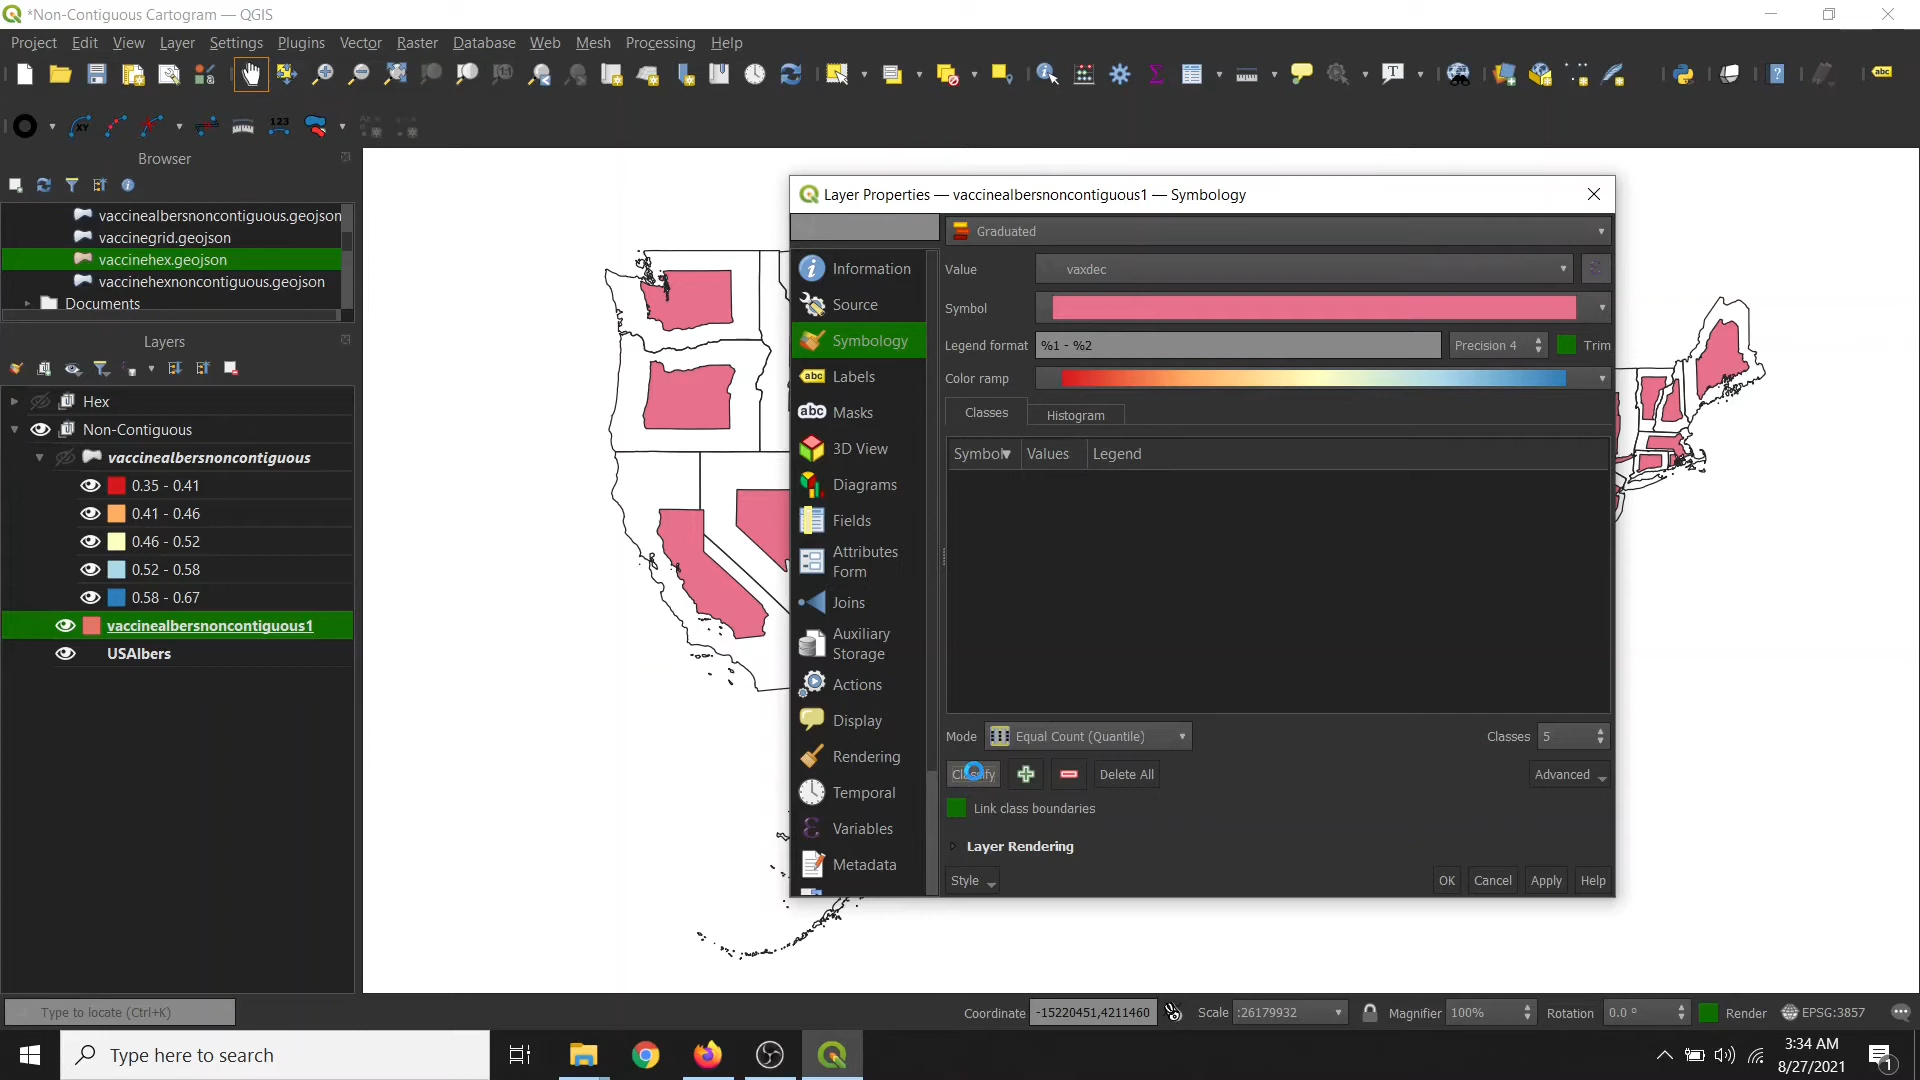 *Non-Contiguous Cartogram — QGIS
Project Edit View Layer Settings Plugins Vector Raster Database Web Mesh Processing Help
abc
XY 123
Browser
vaccinealbersnoncontiguous.geojson
vaccinegrid.geojson
vaccinehex.geojson
vaccinehexnoncontiguous.geojson
Documents
Layers
Hex
Non-Contiguous
vaccinealbersnoncontiguous
0.35 - 0.41
0.41 - 0.46
0.46 - 0.52
0.52 - 0.58
0.58 - 0.67
vaccinealbersnoncontiguous1
USAlbers
Layer Properties — vaccinealbersnoncontiguous1 — Symbology
Information
Source
Symbology
abc Labels
abc Masks
3D View
Diagrams
Fields
Attributes
Form
Joins
Auxiliary
Storage
Actions
Display
Rendering
Temporal
Variables
Metadata
Graduated
Value vaxdec
Symbol
Legend format %1 - %2 Precision 4 Trim
Color ramp
Classes Histogram
Symbol Values Legend
Mode Equal Count (Quantile) Classes 5
Classify Delete All Advanced
Link class boundaries
Layer Rendering
Style OK Cancel Apply Help
Type to locate (Ctrl+K) Coordinate -15220451,4211460 Scale :26179932 Magnifier 100% Rotation 0.0 ° Render EPSG:3857
Type here to search
3:34 AM
8/27/2021
1